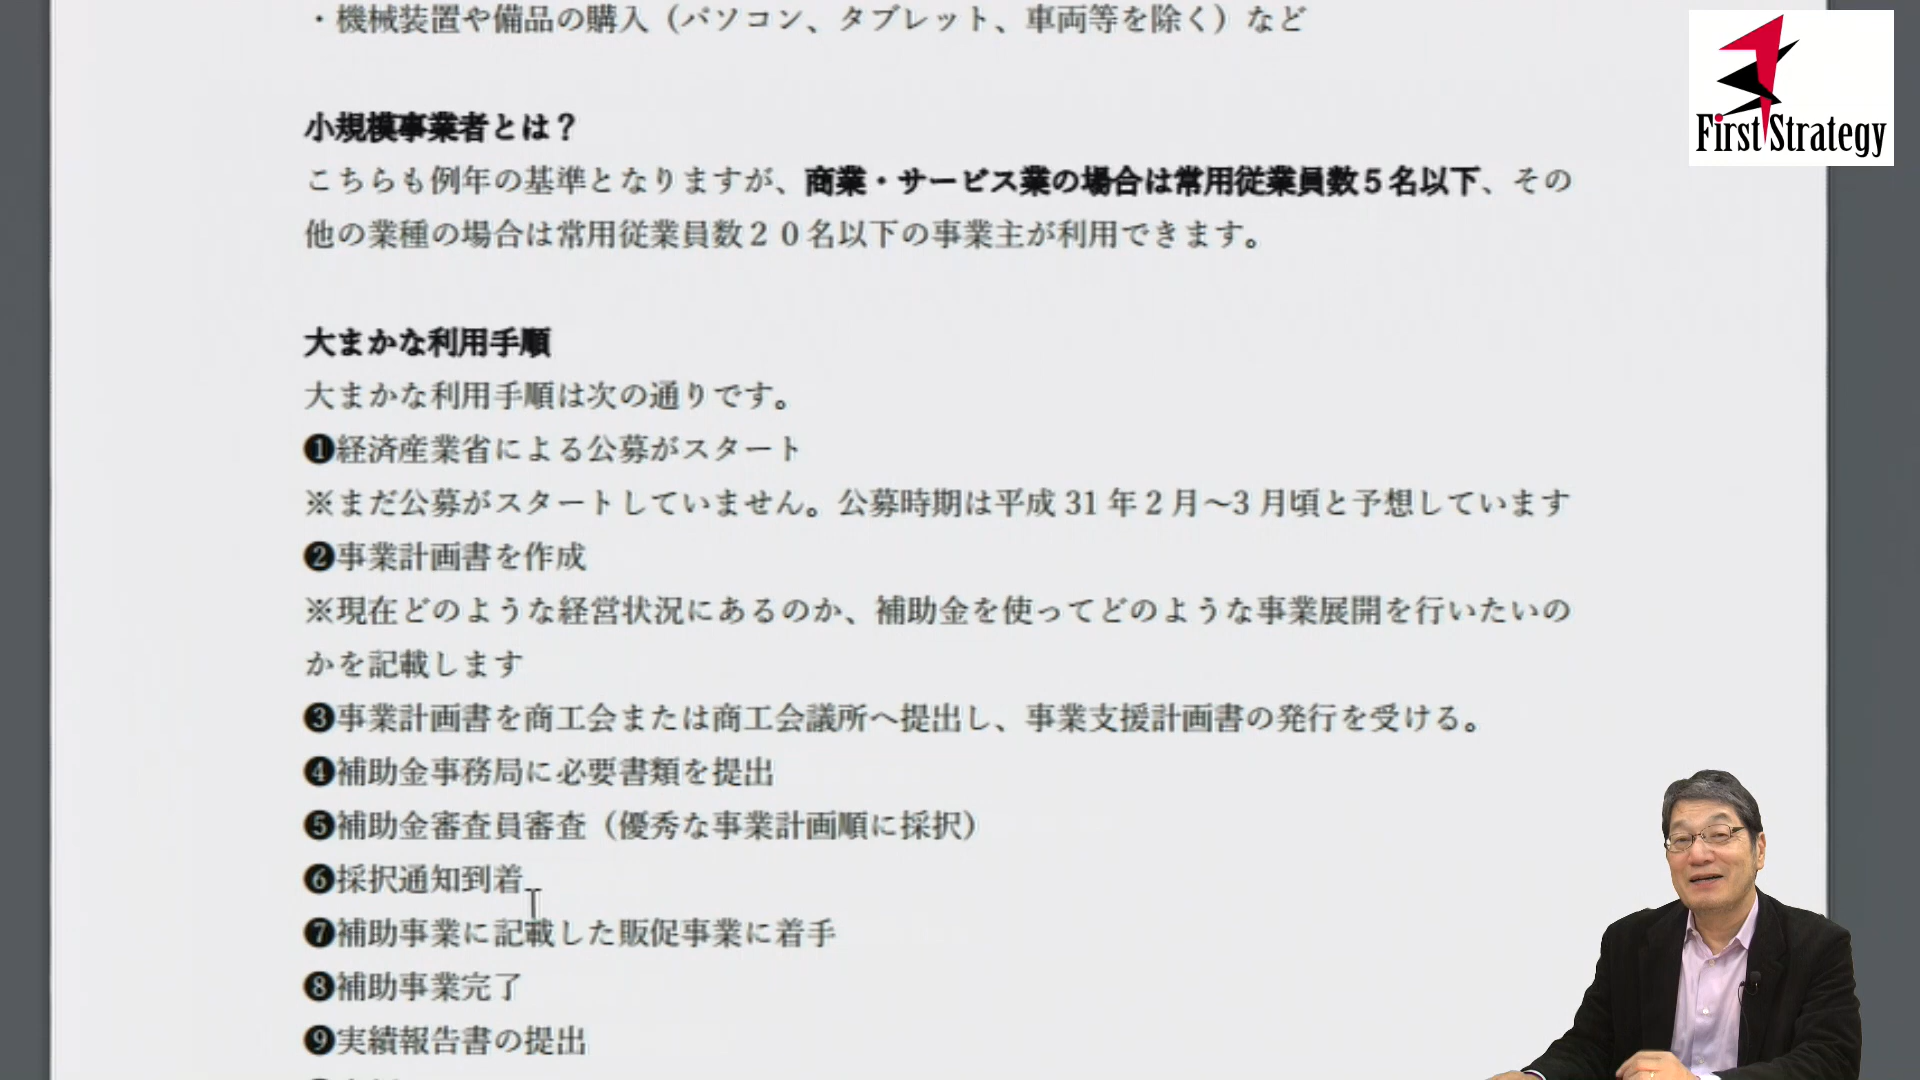 ・機械装置や備品の購入（パソコン、タブレット、車両等を除く）など
First Strategy
小規模事業者とは？
こちらも例年の基準となりますが、商業・サービス業の場合は常用従業員数５名以下、その
他の業種の場合は常用従業員数２０名以下の事業主が利用できます。
大まかな利用手順
大まかな利用手順は次の通りです。
❶経済産業省による公募がスタート
※まだ公募がスタートしていません。公募時期は平成 31 年 2 月〜3 月頃と予想しています
❷事業計画書を作成
※現在どのような経営状況にあるのか、補助金を使ってどのような事業展開を行いたいの
かを記載します
❸事業計画書を商工会または商工会議所へ提出し、事業支援計画書の発行を受ける。
❹補助金事務局に必要書類を提出
❺補助金審査員審査（優秀な事業計画順に採択）
❻採択通知到着
❼補助事業に記載した販促事業に着手
❽補助事業完了
❾実績報告書の提出